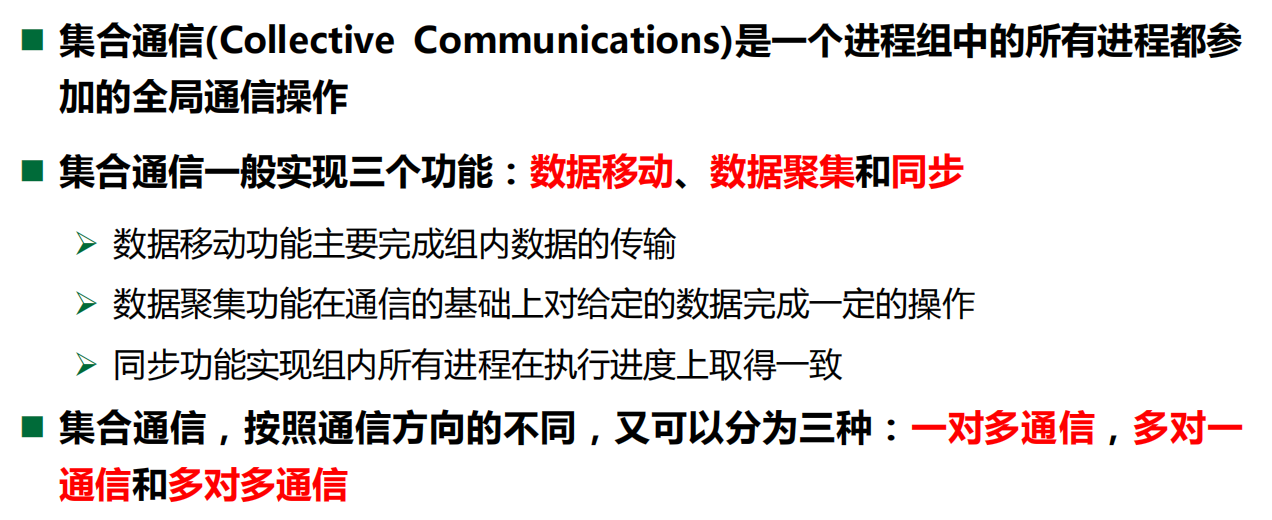 集合通信(Collective Communications)是一个进程组中的所有进程都参
加的全局通信操作
集合通信一般实现三个功能：数据移动、数据聚集和同步
数据移动功能主要完成组内数据的传输
数据聚集功能在通信的基础上对给定的数据完成一定的操作
同步功能实现组内所有进程在执行进度上取得一致
集合通信，按照通信方向的不同，又可以分为三种：一对多通信，多对一
通信和多对多通信